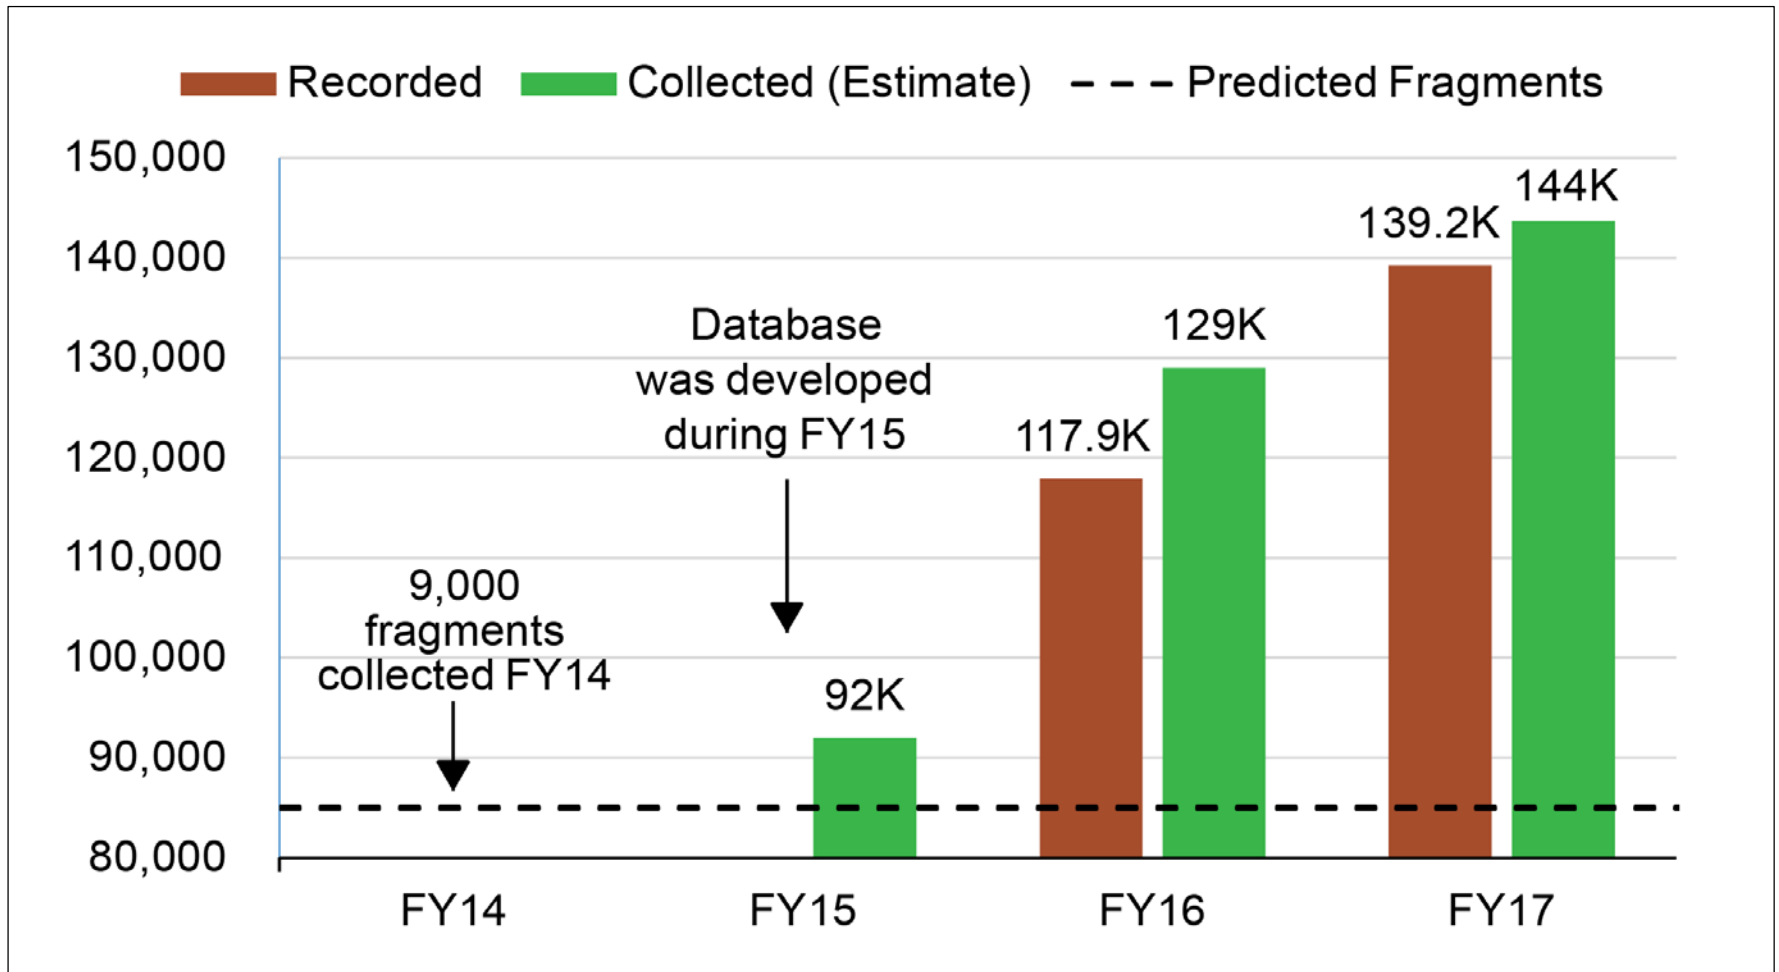 Recorded Collected (Estimate) Predicted Fragments
150,000
140,000
130,000
120,000
110,000
100,000
90,000
80,000
9,000
fragments
collected FY14
Database
was developed
during FY15
92K
117.9K
129K
139.2K
144K
FY14 FY15 FY16 FY17